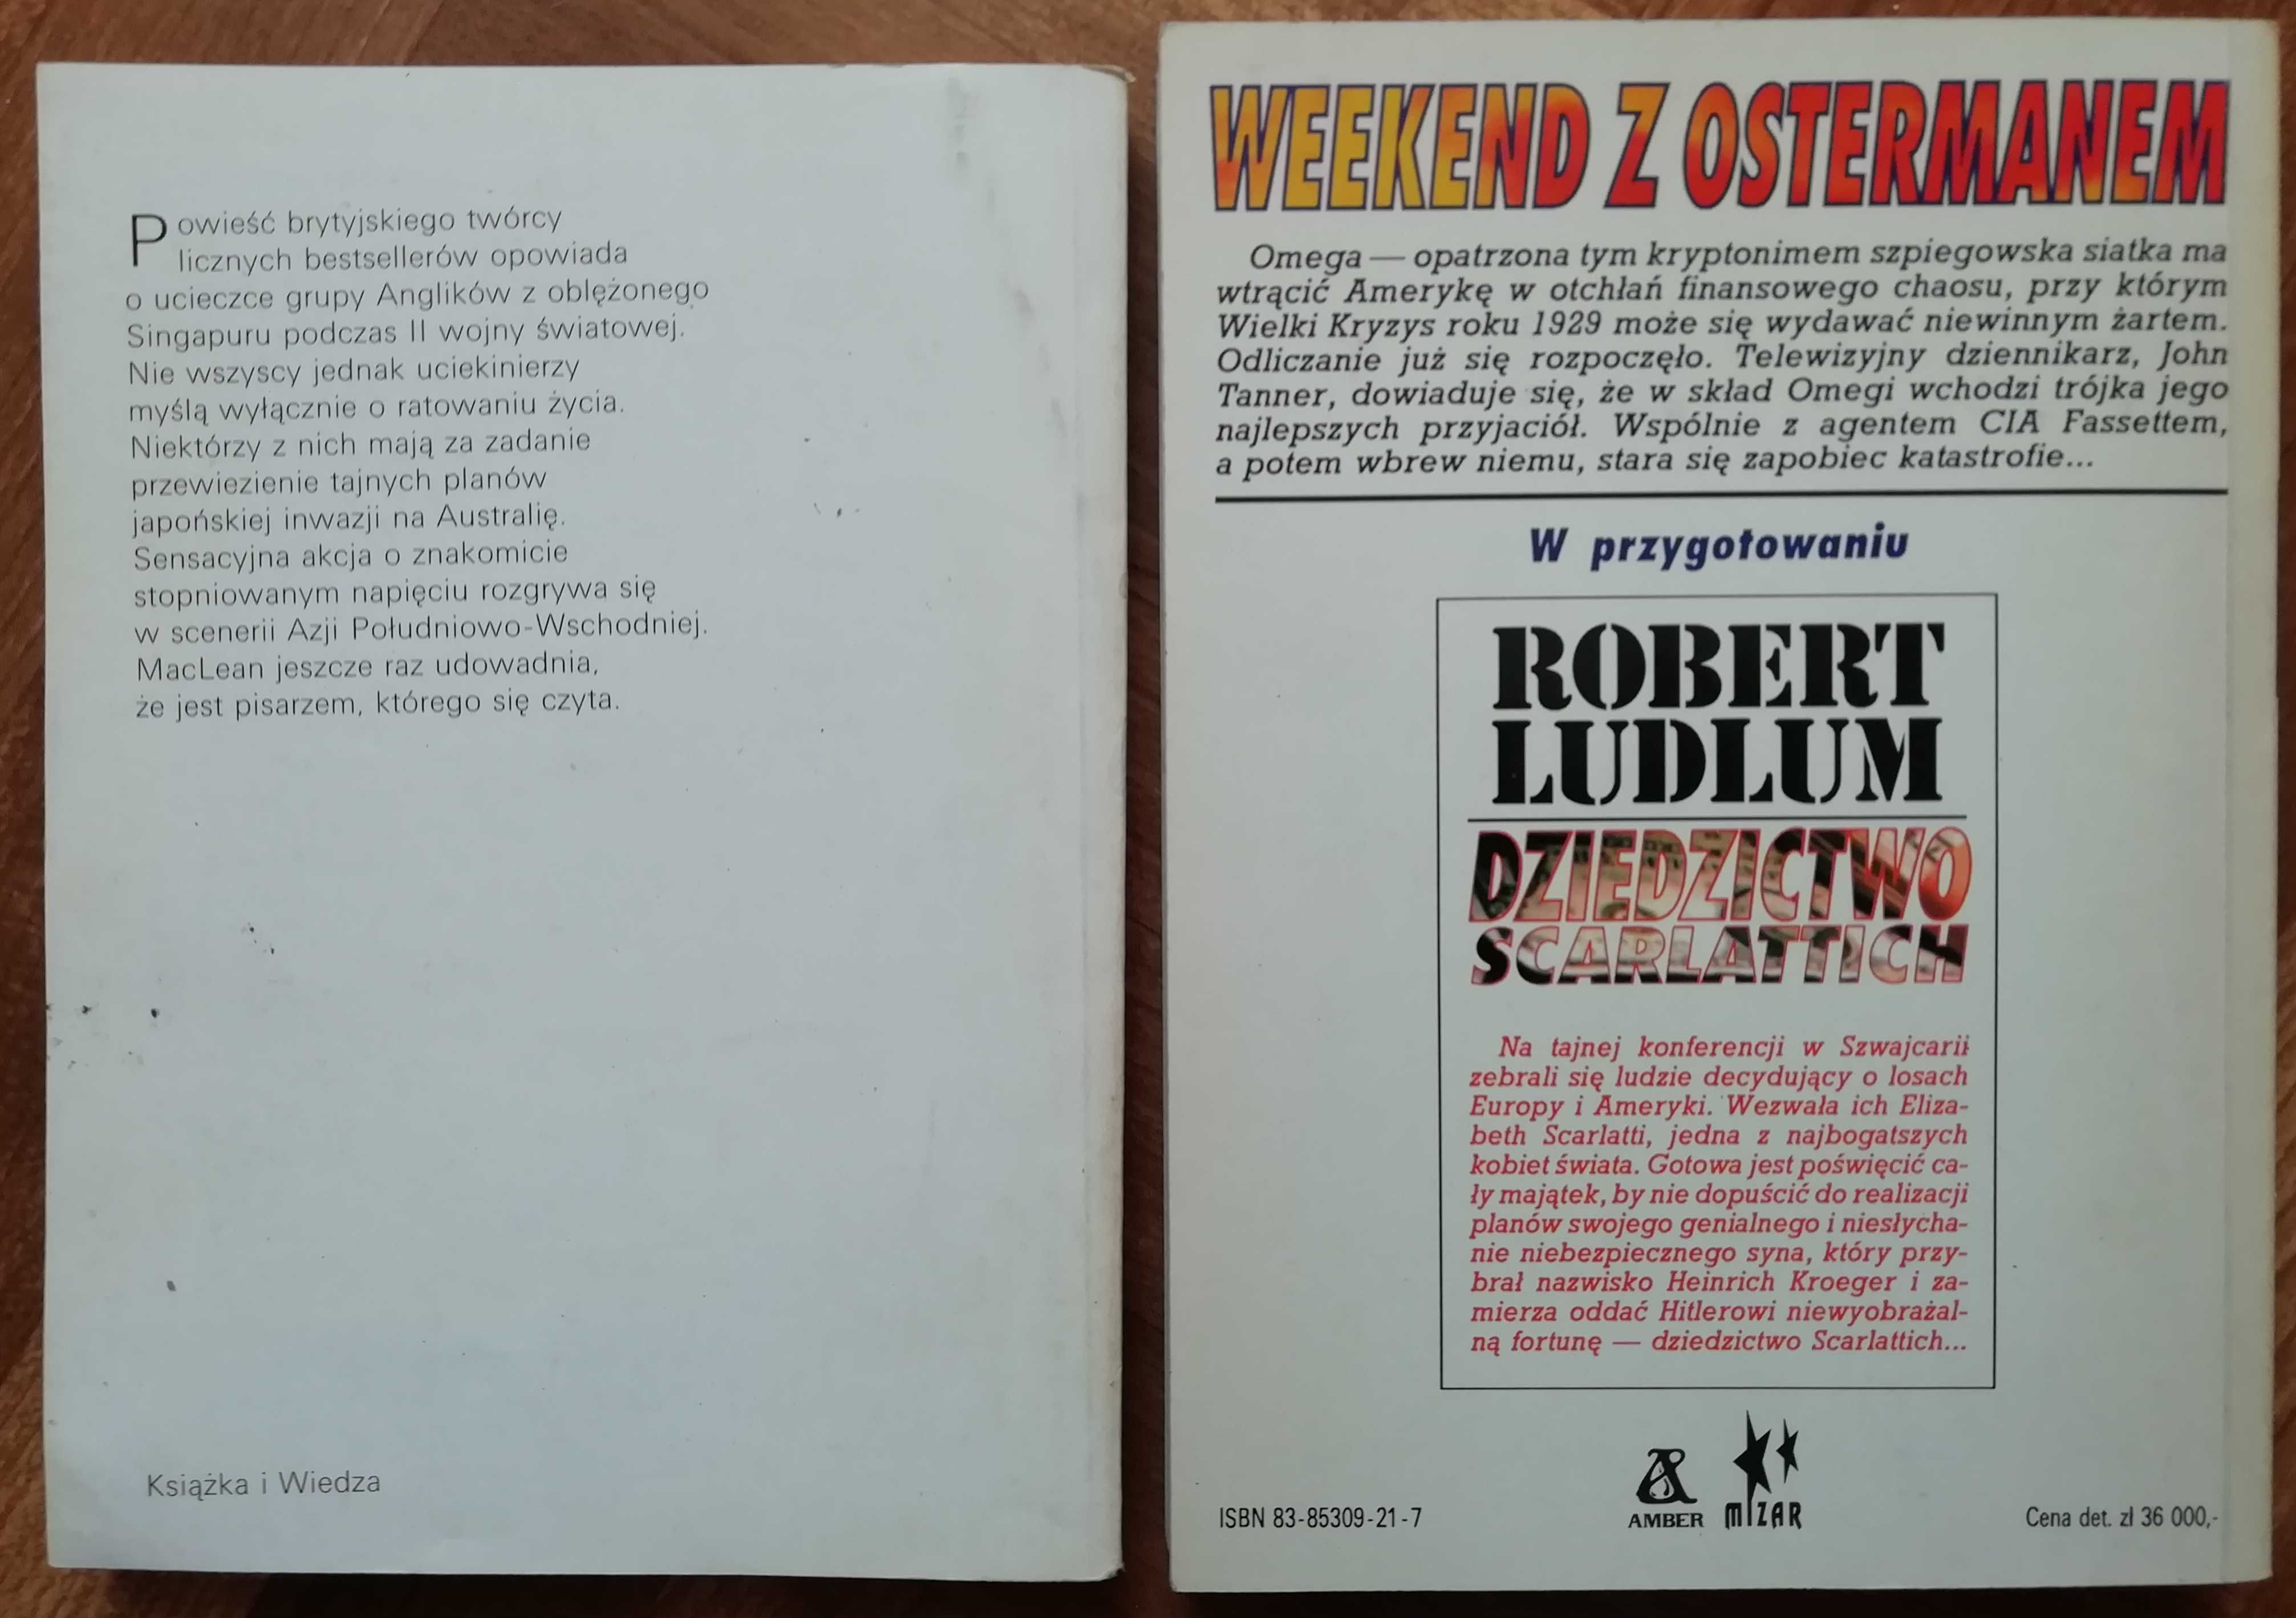 Powieść brytyjskiego twórcy
licznych bestsellerów opowiada
o ucieczce grupy Anglików z oblężonego
Singapuru podczas II wojny światowej.
Nie wszyscy jednak uciekinierzy
myślą wyłącznie o ratowaniu życia.
Niektórzy z nich mają za zadanie
przewiezienie tajnych planów
japońskiej inwazji na Australię.
Sensacyjna akcja o znakomicie
stopniowanym napięciu rozgrywa się
w scenerii Azji Południowo-Wschodniej.
MacLean jeszcze raz udowadnia,
że jest pisarzem, którego się czyta.
Książka i Wiedza
WEEKEND Z OSTERMANEM
Omega — opatrzona tym kryptonimem szpiegowska siatka ma
wtrącić Amerykę w otchłań finansowego chaosu, przy którym
Wielki Kryzys roku 1929 może się wydawać niewinnym żartem.
Odliczanie już się rozpoczęło. Telewizyjny dziennikarz, John
Tanner, dowiaduje się, że w skład Omegi wchodzi trójka jego
najlepszych przyjaciół. Wspólnie z agentem CIA Fassettem,
a potem wbrew niemu, stara się zapobiec katastrofie...
W przygotowaniu
ROBERT
LUDLUM
DZIEDZICTWO
SCARLATTICH
Na tajnej konferencji w Szwajcarii
zebrali się ludzie decydujący o losach
Europy i Ameryki. Wezwała ich Eliza-
beth Scarlatti, jedna z najbogatszych
kobiet świata. Gotowa jest poświęcić ca-
ły majątek, by nie dopuścić do realizacji
planów swojego genialnego i niesłycha-
nie niebezpiecznego syna, który przy-
brał nazwisko Heinrich Kroeger i za-
mierza oddać Hitlerowi niewyobrażal-
ną fortunę — dziedzictwo Scarlattich...
ISBN 83-85309-21-7
AMBER
MIZAR
Cena det. zł 36 000,-